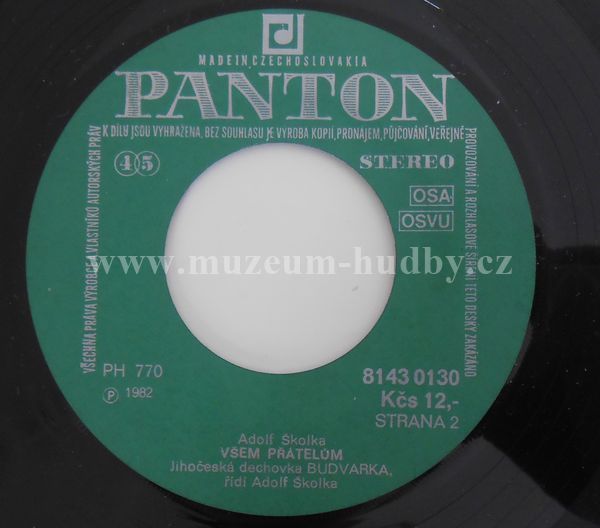 MADE IN CZECHOSLOVAKIA
PANTON
VŠECHNA PRÁVA VÝROBCE A VLASTNÍKŮ AUTORSKÝCH PRÁV
K DÍLU JSOU VYHRAZENA, BEZ SOUHLASU JE VÝROBA KOPIÍ, PRONÁJEM, PŮJČOVÁNÍ, VEŘEJNÉ
PROVOZOVÁNÍ A ROZHLASOVÉ ŠÍŘENÍ TÉTO DESKY ZAKÁZÁNO
45
STEREO
OSA
OSVU
www.muzeum-hudby.cz
PH 770
Ⓟ 1982
8143 0130
Kčs 12,-
STRANA 2
Adolf Školka
VŠEM PŘÁTELŮM
Jihočeská dechovka BUDVARKA,
řídí Adolf Školka